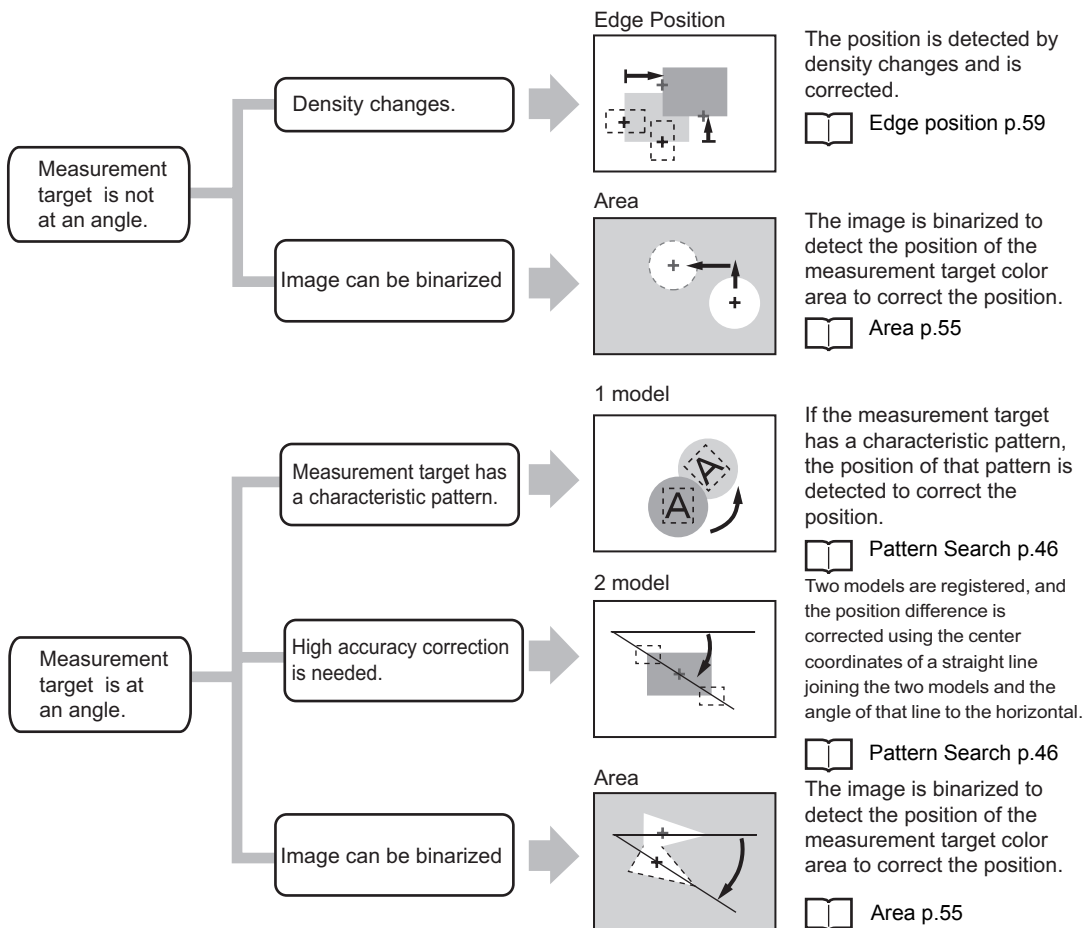 Measurement
target is not
at an angle.
Density changes.
Edge Position
The position is detected by
density changes and is
corrected.
Edge position p.59
Image can be binarized
Area
The image is binarized to
detect the position of the
measurement target color
area to correct the position.
Area p.55
Measurement
target is at
an angle.
Measurement target has
a characteristic pattern.
1 model
A
A
If the measurement target
has a characteristic pattern,
the position of that pattern is
detected to correct the
position.
Pattern Search p.46
High accuracy correction
is needed.
2 model
Two models are registered, and
the position difference is
corrected using the center
coordinates of a straight line
joining the two models and the
angle of that line to the horizontal.
Pattern Search p.46
Image can be binarized
Area
The image is binarized to
detect the position of the
measurement target color
area to correct the position.
Area p.55